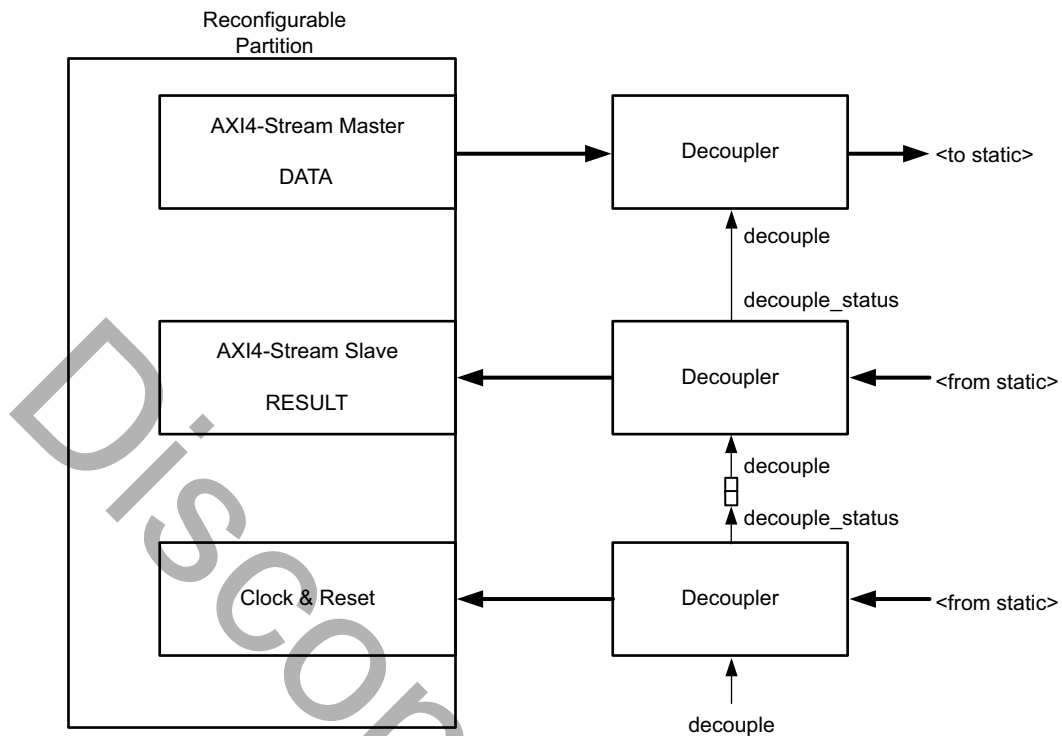 Reconfigurable
Partition
AXI4-Stream Master
DATA
Decoupler
<to static>
decouple
decouple_status
AXI4-Stream Slave
RESULT
Decoupler
<from static>
decouple
decouple_status
Clock & Reset
Decoupler
<from static>
decouple
Discon